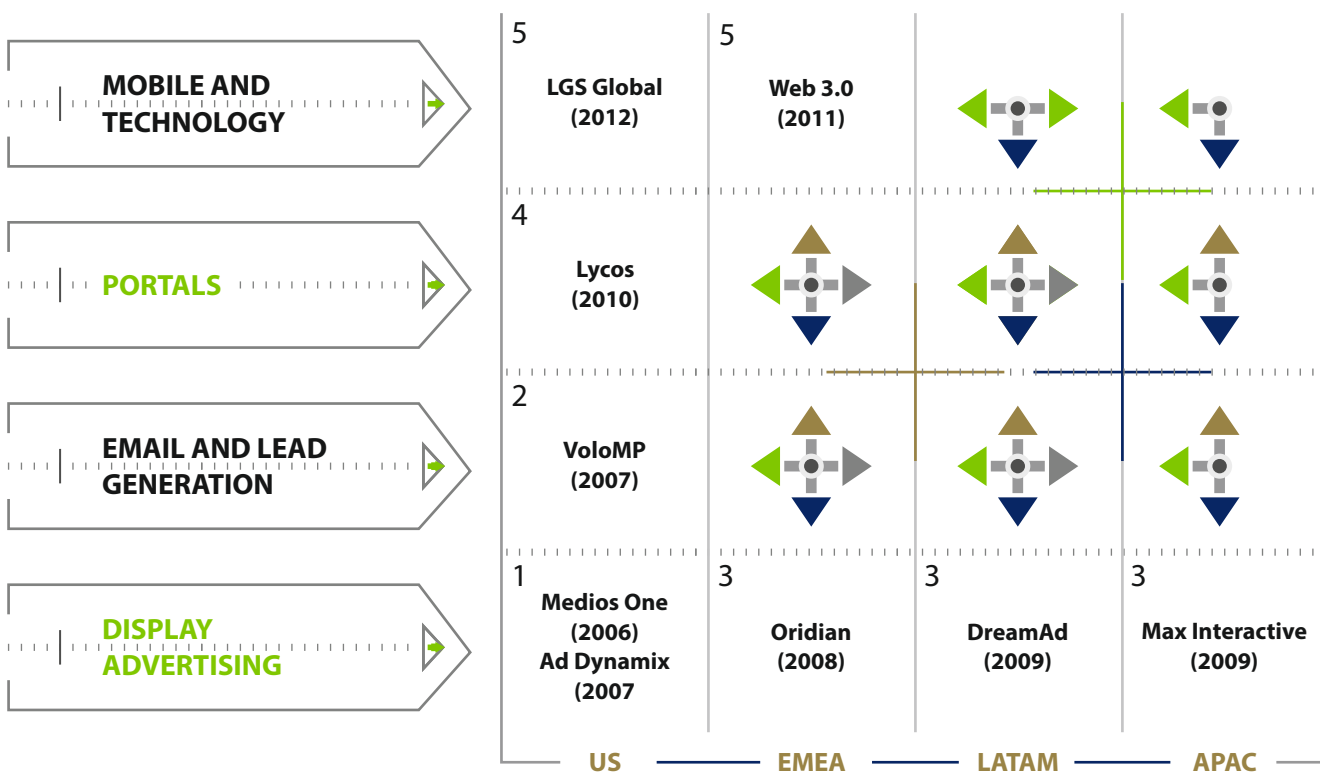 5
5
MOBILE AND
TECHNOLOGY
LGS Global
(2012)
Web 3.0
(2011)
4
PORTALS
Lycos
(2010)
2
EMAIL AND LEAD
GENERATION
VoloMP
(2007)
1
3
3
3
DISPLAY
ADVERTISING
Medios One
(2006)
Ad Dynamix
(2007
Oridian
(2008)
DreamAd
(2009)
Max Interactive
(2009)
US
EMEA
LATAM
APAC